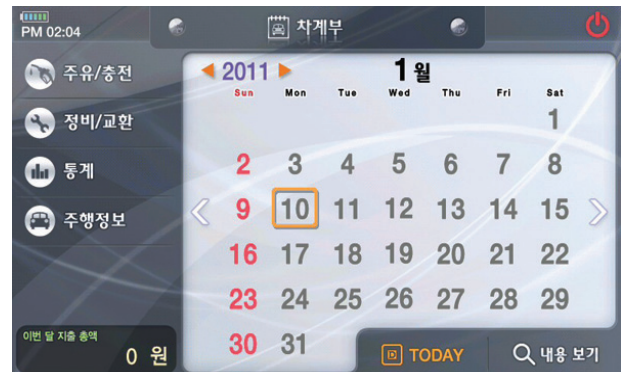 PM 02:04
차계부
주유/충전
정비/교환
통계
주행정보
이번 달 지출 총액
0 원
2011
1월
Sun Mon Tue Wed Thu Fri Sat
1
2 3 4 5 6 7 8
9 10 11 12 13 14 15
16 17 18 19 20 21 22
23 24 25 26 27 28 29
30 31
TODAY
내용 보기